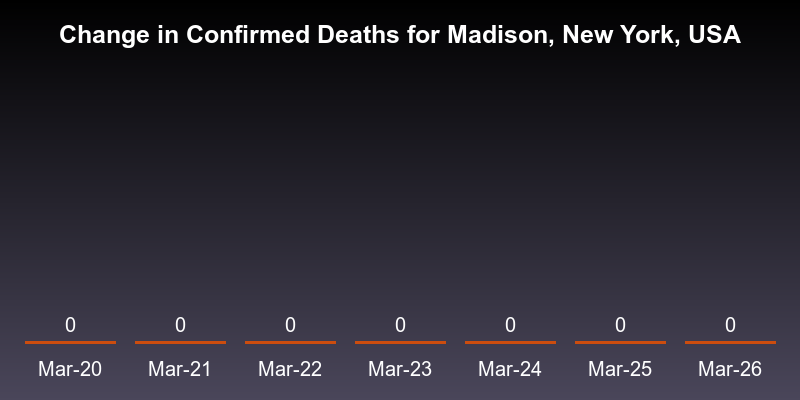 Change in Confirmed Deaths for Madison, New York, USA
0 0 0 0 0 0 0
Mar-20 Mar-21 Mar-22 Mar-23 Mar-24 Mar-25 Mar-26